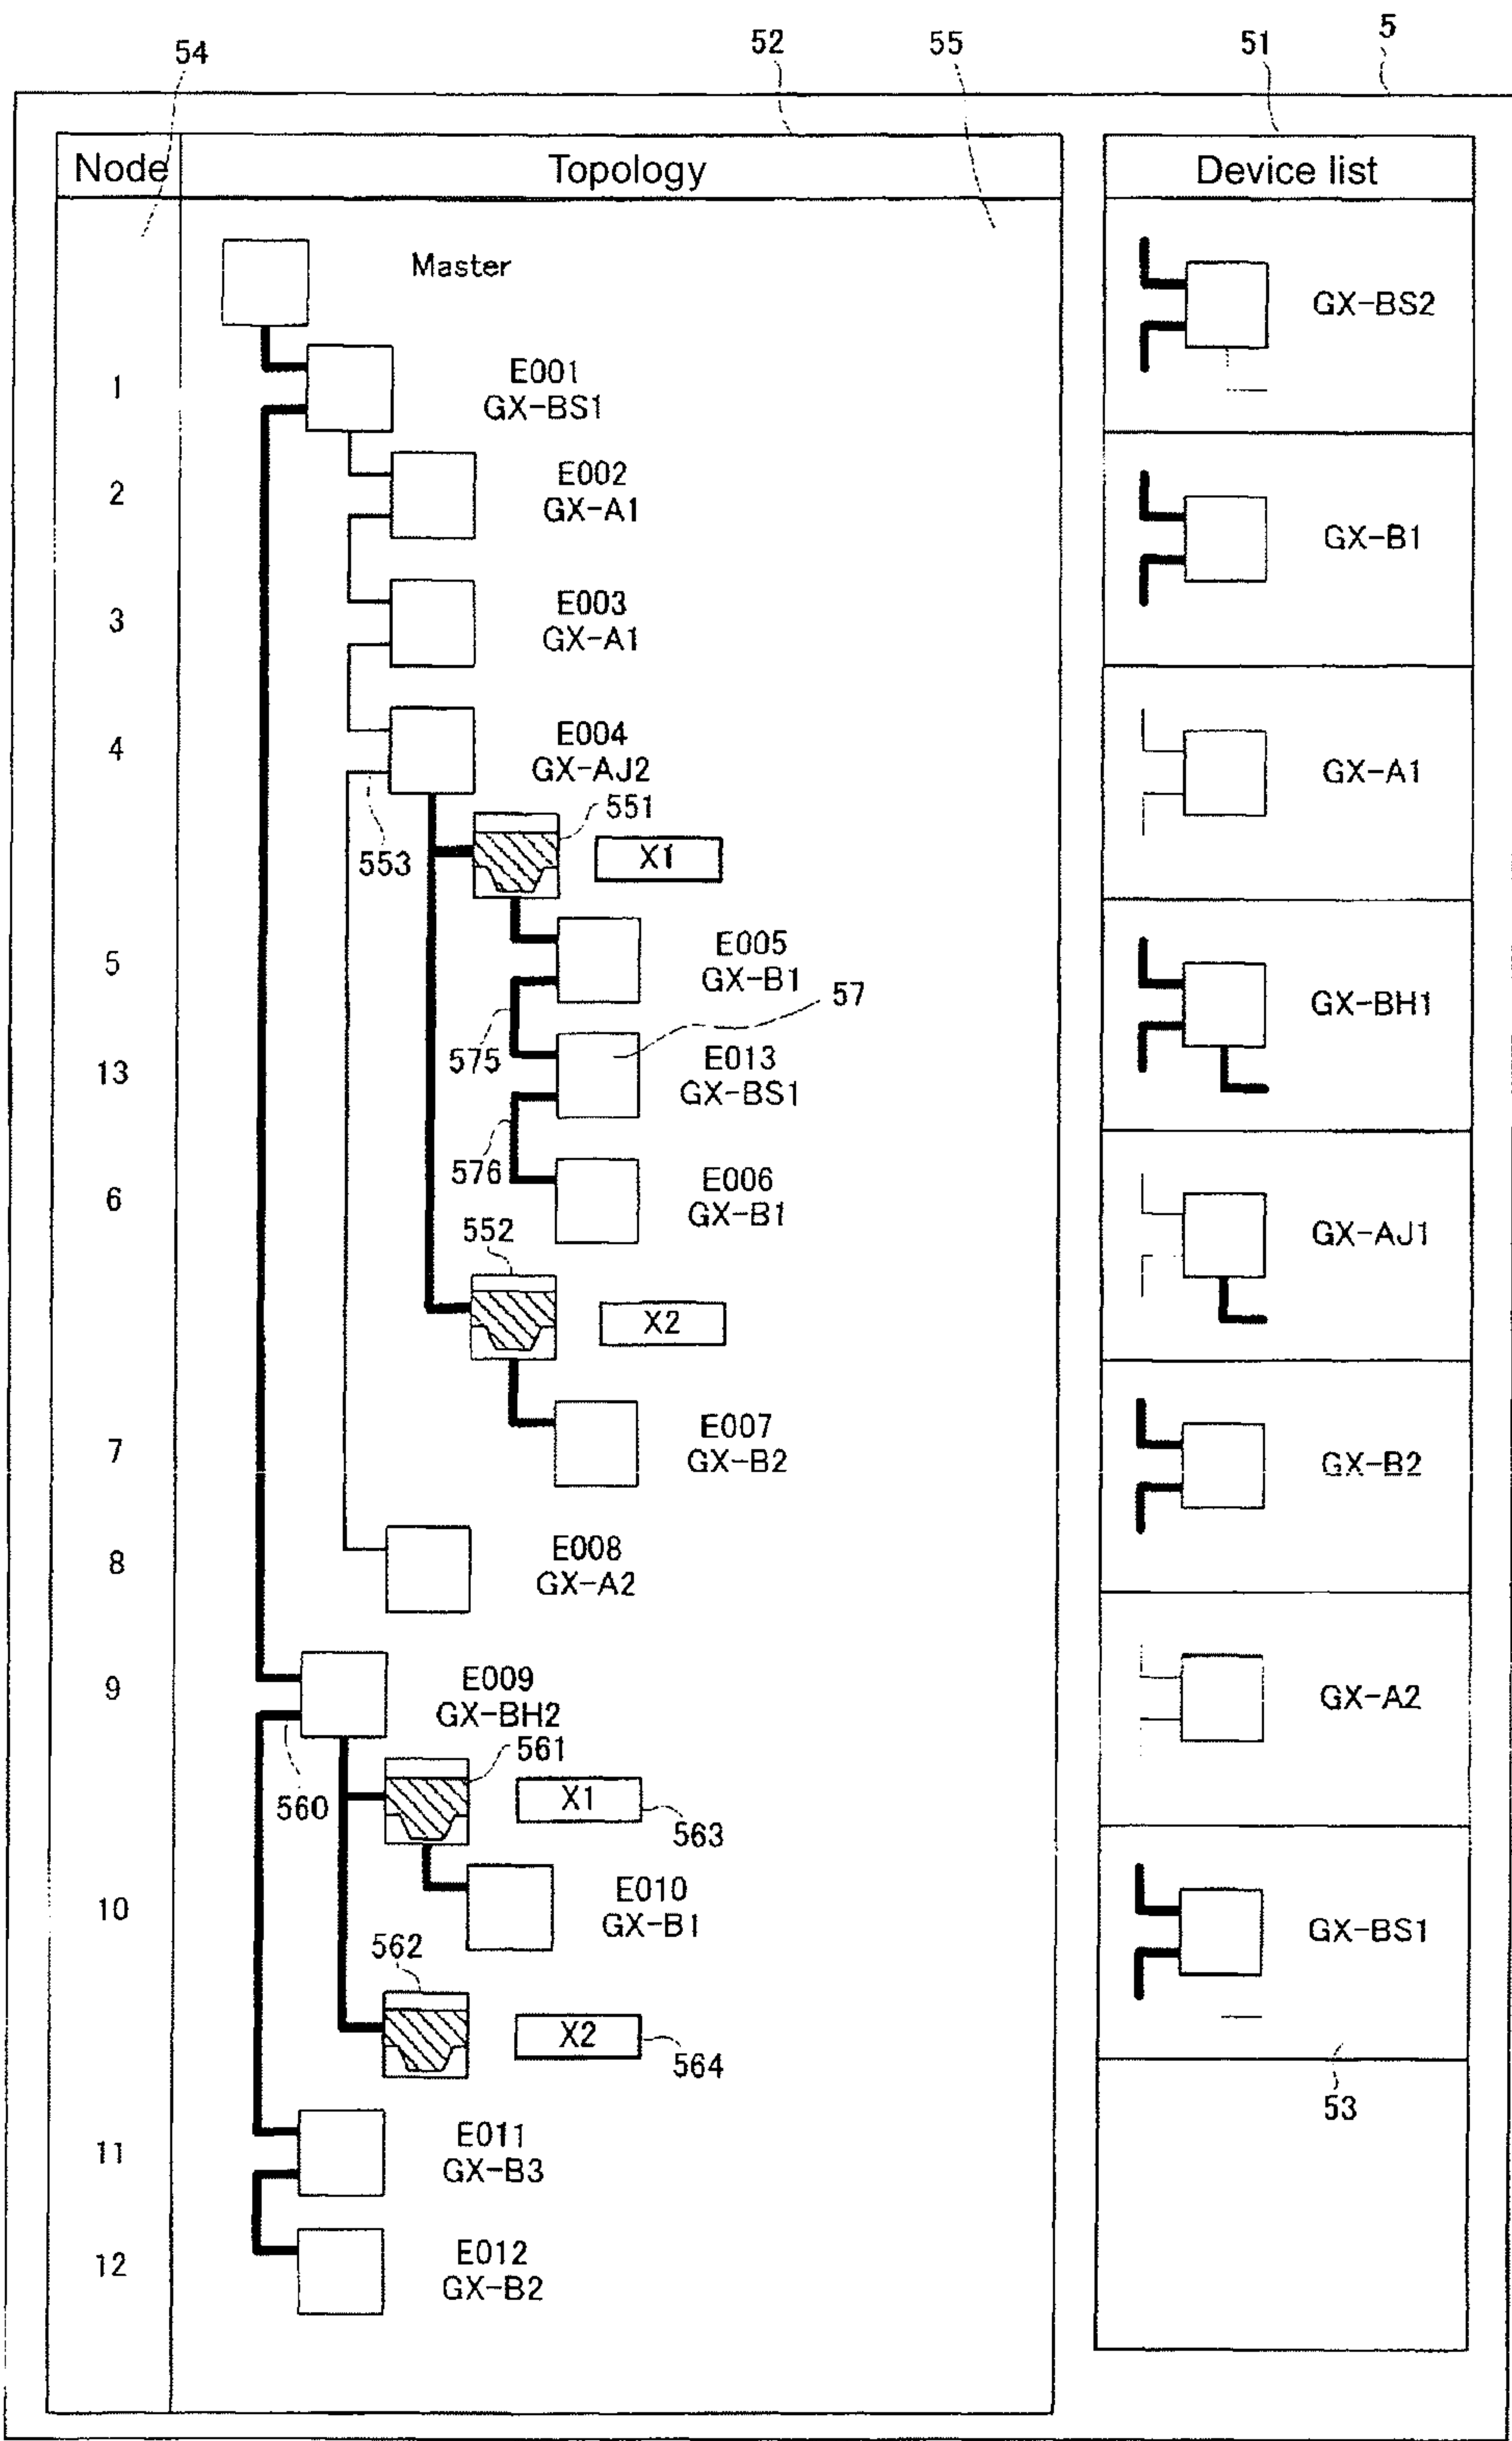 54
52
55
51
5
Node
Topology
Device list
Master
1
E001
GX-BS1
2
E002
GX-A1
3
E003
GX-A1
4
E004
GX-AJ2
553
551
X1
5
E005
GX-B1
57
575
13
E013
GX-BS1
576
6
E006
GX-B1
552
X2
7
E007
GX-B2
8
E008
GX-A2
9
E009
GX-BH2
560
561
X1
563
10
E010
GX-B1
562
X2
564
11
E011
GX-B3
12
E012
GX-B2
GX-BS2
GX-B1
GX-A1
GX-BH1
GX-AJ1
GX-B2
GX-A2
GX-BS1
53